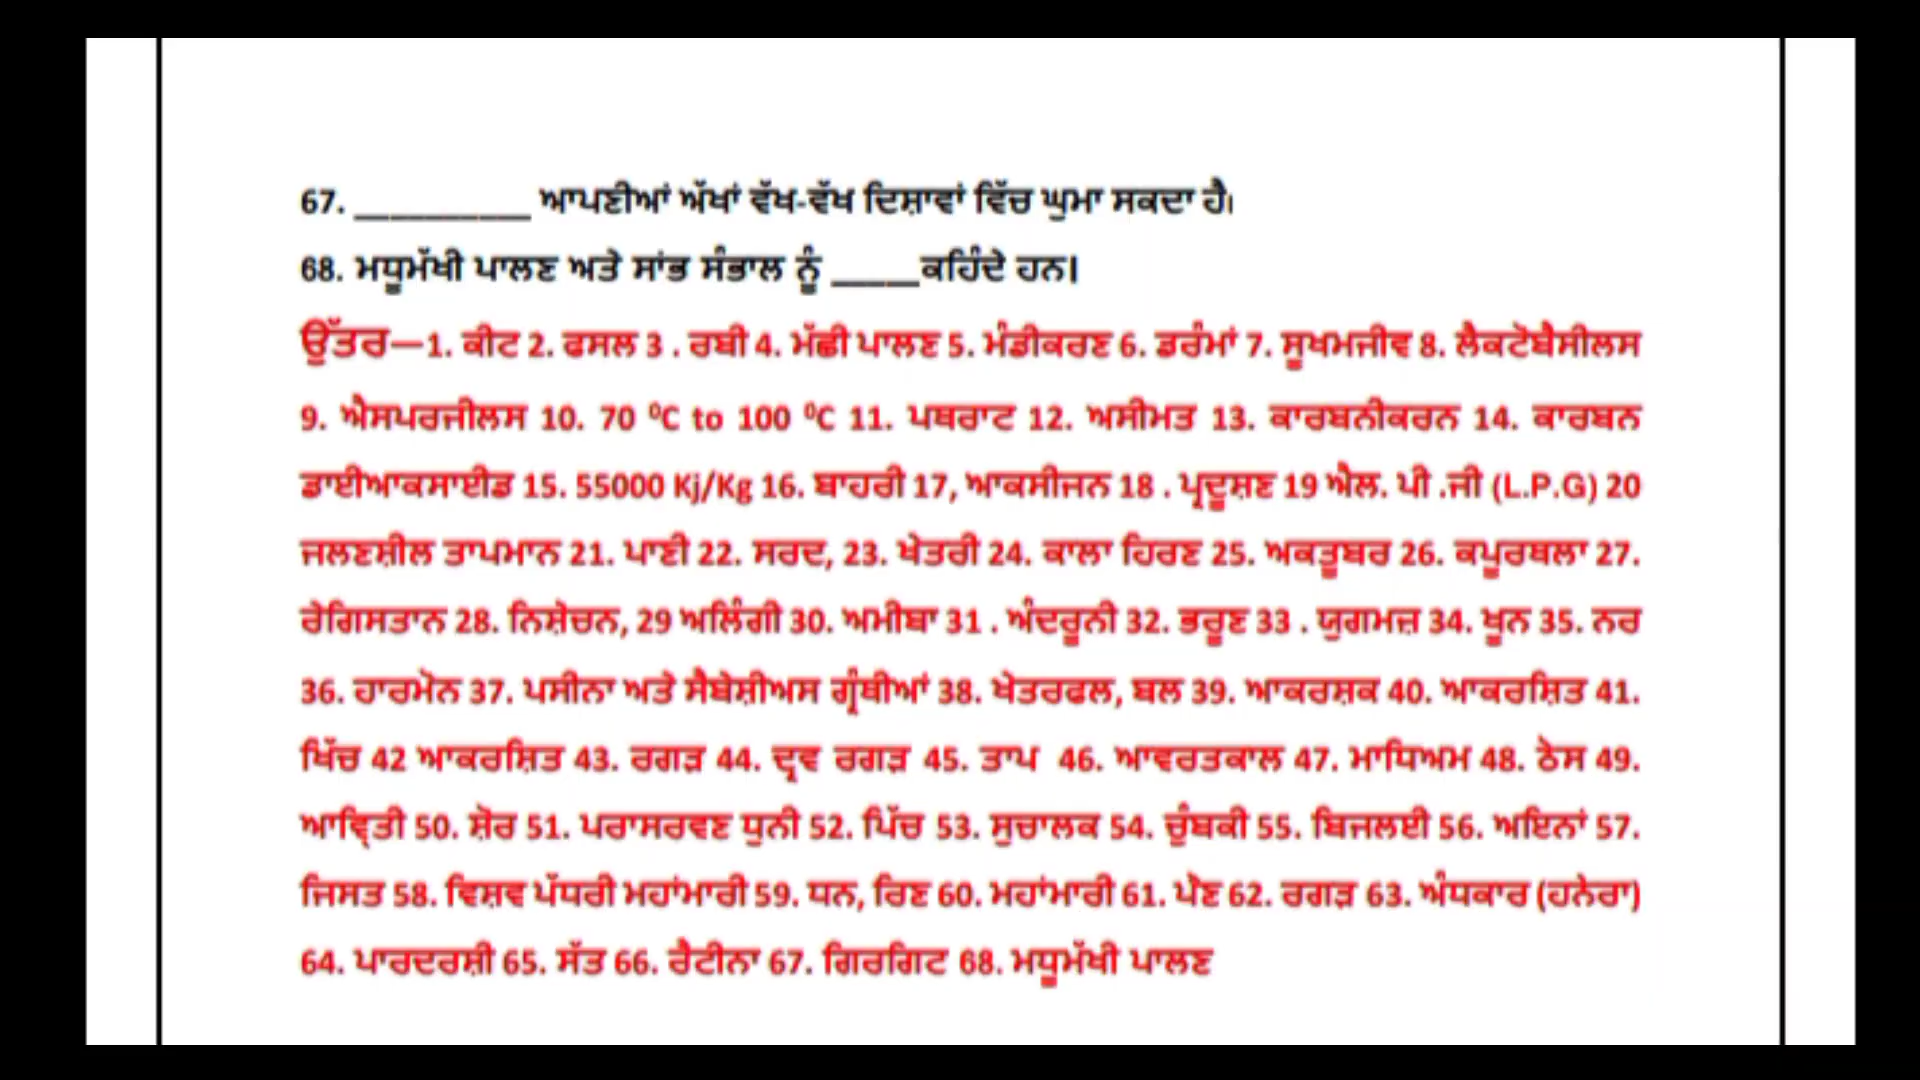 67. __________ ਆਪਣੀਆਂ ਅੱਖਾਂ ਵੱਖ-ਵੱਖ ਦਿਸ਼ਾਵਾਂ ਵਿੱਚ ਘੁਮਾ ਸਕਦਾ ਹੈ।
68. ਮਧੂਮੱਖੀ ਪਾਲਣ ਅਤੇ ਸਾਂਭ ਸੰਭਾਲ ਨੂੰ _____ਕਹਿੰਦੇ ਹਨ।
ਉੱਤਰ—1. ਕੀਟ 2. ਫਸਲ 3 . ਰਬੀ 4. ਮੱਛੀ ਪਾਲਣ 5. ਮੰਡੀਕਰਣ 6. ਡਰੰਮਾਂ 7. ਸੂਖਮਜੀਵ 8. ਲੈਕਟੋਬੈਸੀਲਸ
9. ਐਸਪਰਜੀਲਸ 10. 70 ⁰C to 100 ⁰C 11. ਪਥਰਾਟ 12. ਅਸੀਮਤ 13. ਕਾਰਬਨੀਕਰਨ 14. ਕਾਰਬਨ
ਡਾਈਆਕਸਾਈਡ 15. 55000 Kj/Kg 16. ਬਾਹਰੀ 17, ਆਕਸੀਜਨ 18 . ਪ੍ਰਦੂਸ਼ਣ 19 ਐਲ. ਪੀ .ਜੀ (L.P.G) 20
ਜਲਣਸ਼ੀਲ ਤਾਪਮਾਨ 21. ਪਾਣੀ 22. ਸਰਦ, 23. ਖੇਤਰੀ 24. ਕਾਲਾ ਹਿਰਣ 25. ਅਕਤੂਬਰ 26. ਕਪੂਰਥਲਾ 27.
ਰੇਗਿਸਤਾਨ 28. ਨਿਸ਼ੇਚਨ, 29 ਅਲਿੰਗੀ 30. ਅਮੀਬਾ 31 . ਅੰਦਰੂਨੀ 32. ਭਰੂਣ 33 . ਯੁਗਮਜ਼ 34. ਖੂਨ 35. ਨਰ
36. ਹਾਰਮੋਨ 37. ਪਸੀਨਾ ਅਤੇ ਸੈਬੇਸ਼ੀਅਸ ਗ੍ਰੰਥੀਆਂ 38. ਖੇਤਰਫਲ, ਬਲ 39. ਆਕਰਸ਼ਕ 40. ਆਕਰਸ਼ਿਤ 41.
ਖਿੱਚ 42 ਆਕਰਸ਼ਿਤ 43. ਰਗੜ 44. ਦ੍ਰਵ ਰਗੜ 45. ਤਾਪ 46. ਆਵਰਤਕਾਲ 47. ਮਾਧਿਅਮ 48. ਠੋਸ 49.
ਆਵ੍ਰਿਤੀ 50. ਸ਼ੋਰ 51. ਪਰਾਸਰਵਣ ਧੁਨੀ 52. ਪਿੱਚ 53. ਸੁਚਾਲਕ 54. ਚੁੰਬਕੀ 55. ਬਿਜਲਈ 56. ਅਇਨਾਂ 57.
ਜਿਸਤ 58. ਵਿਸ਼ਵ ਪੱਧਰੀ ਮਹਾਂਮਾਰੀ 59. ਧਨ, ਰਿਣ 60. ਮਹਾਂਮਾਰੀ 61. ਪੌਣ 62. ਰਗੜ 63. ਅੰਧਕਾਰ (ਹਨੇਰਾ)
64. ਪਾਰਦਰਸ਼ੀ 65. ਸੱਤ 66. ਰੈਟੀਨਾ 67. ਗਿਰਗਿਟ 68. ਮਧੂਮੱਖੀ ਪਾਲਣ